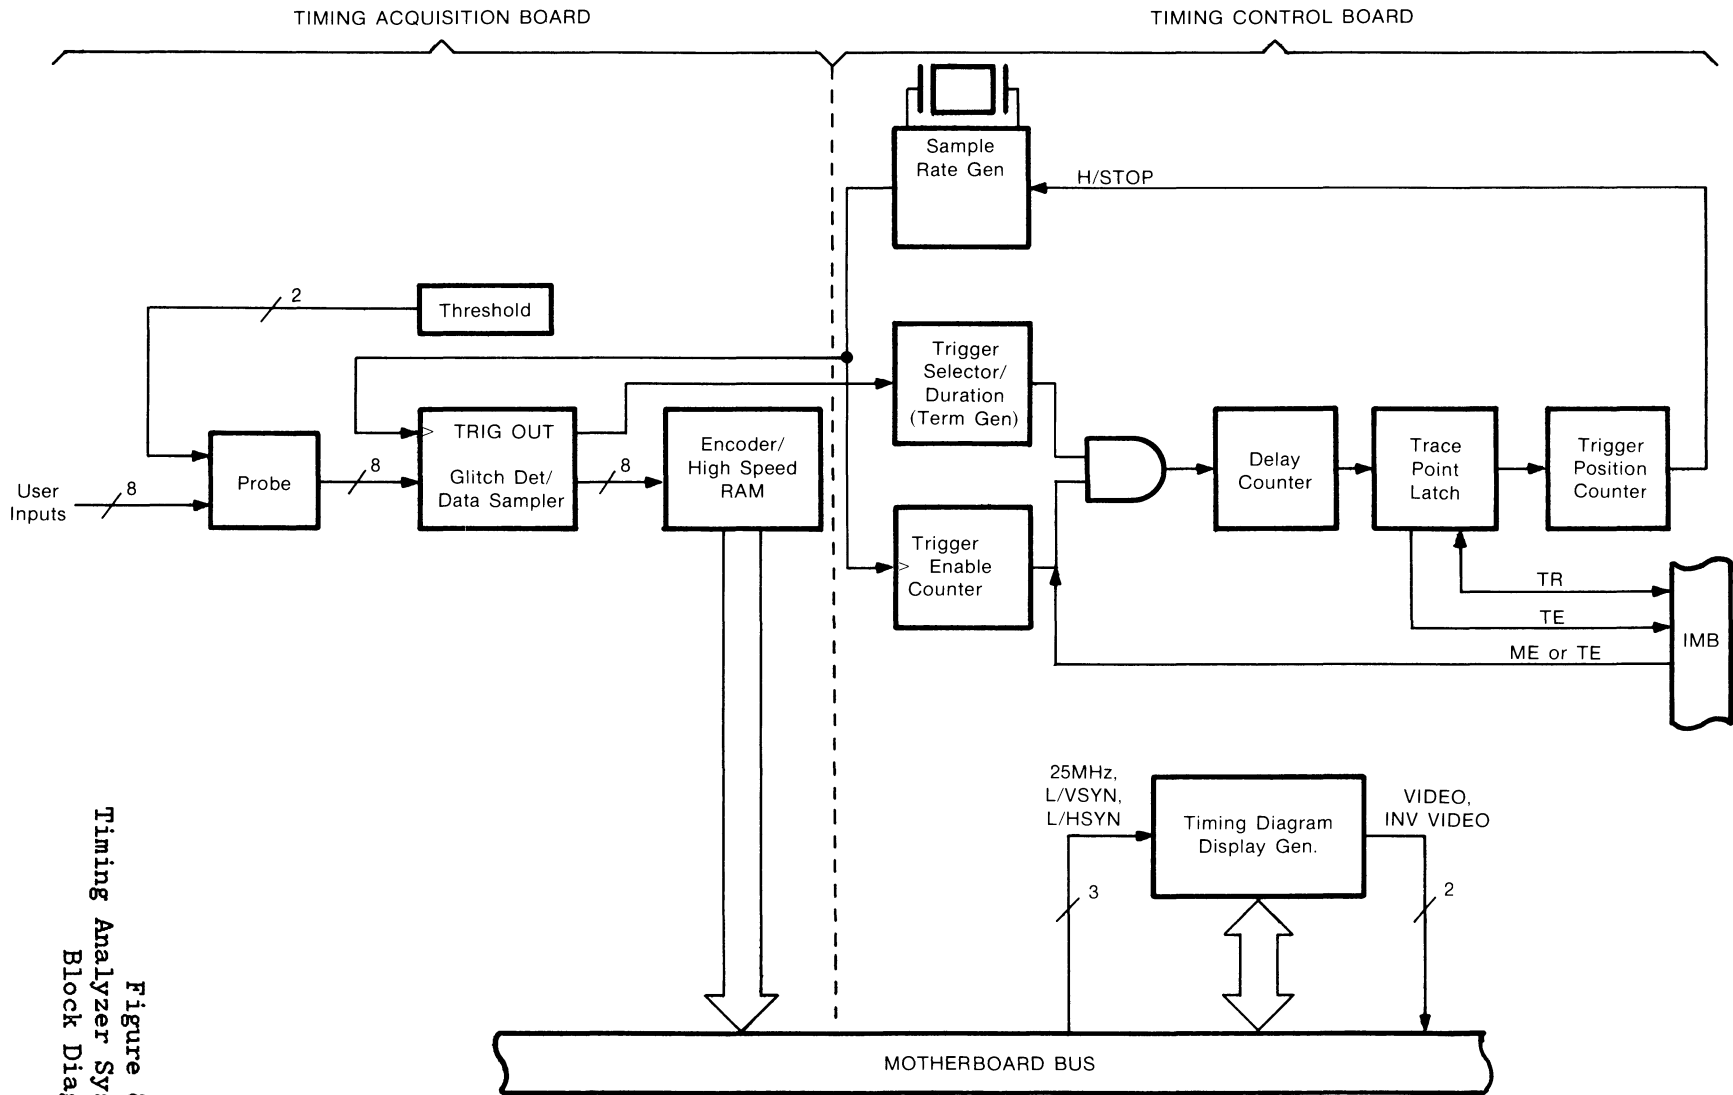 TIMING ACQUISITION BOARD
TIMING CONTROL BOARD
Sample
Rate Gen
H/STOP
2
Threshold
Trigger
Selector/
Duration
(Term Gen)
TRIG OUT
Glitch Det/
Data Sampler
Encoder/
High Speed
RAM
8
8
8
User
Inputs
Probe
Delay
Counter
Trace
Point
Latch
Trigger
Position
Counter
Trigger
Enable
Counter
TR
TE
ME or TE
IMB
25MHz,
L/VSYN,
L/HSYN
Timing Diagram
Display Gen.
VIDEO,
INV VIDEO
3
2
MOTHERBOARD BUS
Figure
Timing Analyzer
Block